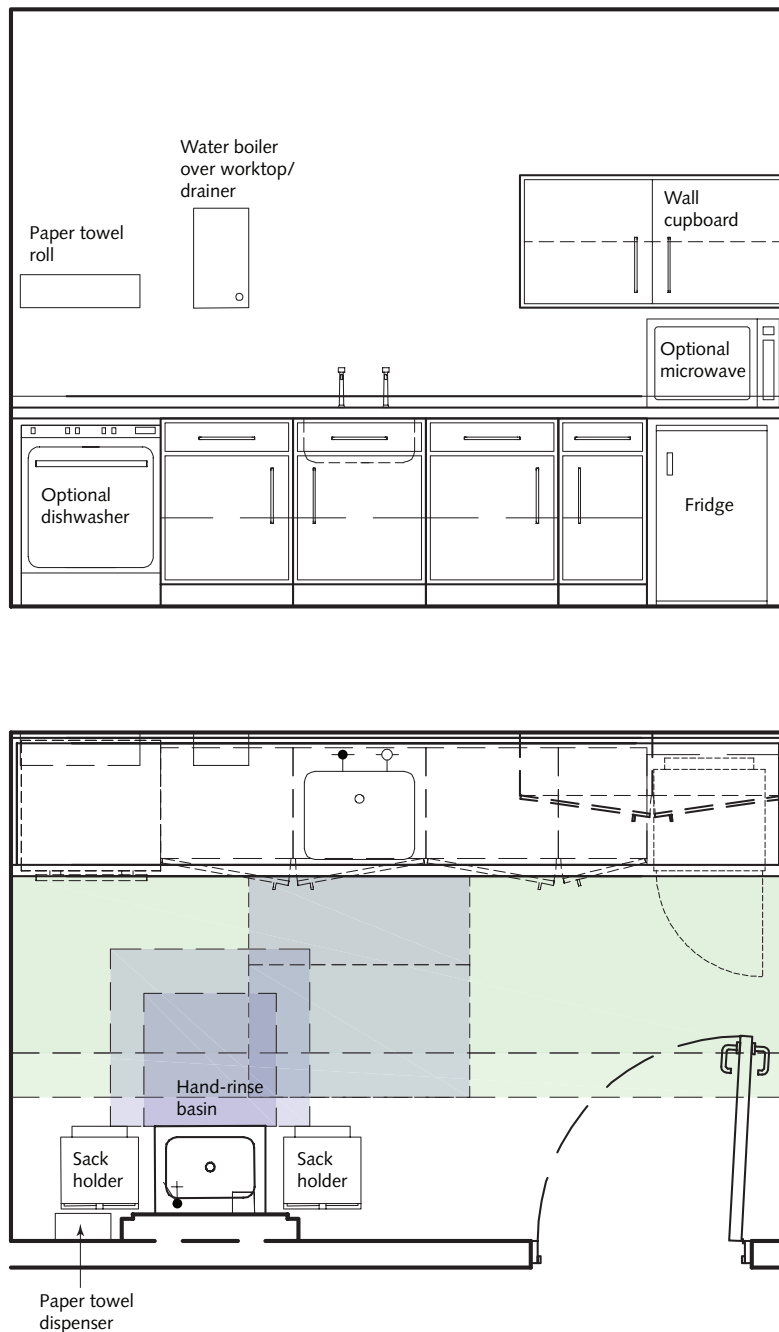 Water boiler
over worktop/
drainer
Paper towel
roll
Wall
cupboard
Optional
microwave
Optional
dishwasher
Fridge
Hand-rinse
basin
Sack
holder
Sack
holder
Paper towel
dispenser